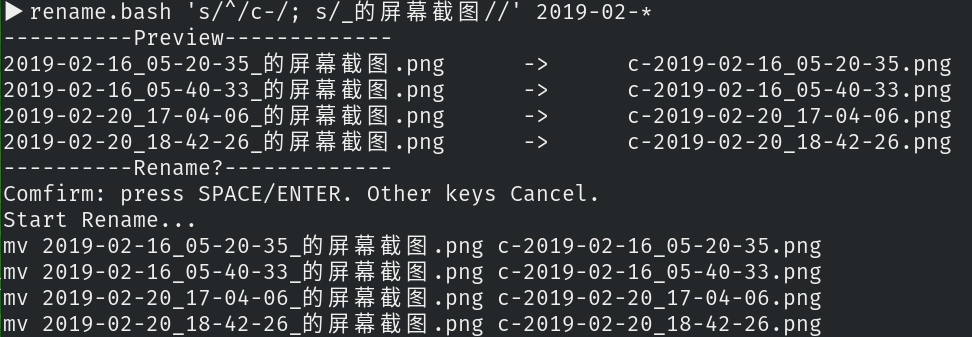 ▶ rename.bash 's/^/c-/; s/_的屏幕截图//' 2019-02-*
----------Preview-------------
2019-02-16_05-20-35_的屏幕截图.png -> c-2019-02-16_05-20-35.png
2019-02-16_05-40-33_的屏幕截图.png -> c-2019-02-16_05-40-33.png
2019-02-20_17-04-06_的屏幕截图.png -> c-2019-02-20_17-04-06.png
2019-02-20_18-42-26_的屏幕截图.png -> c-2019-02-20_18-42-26.png
----------Rename?-------------
Comfirm: press SPACE/ENTER. Other keys Cancel.
Start Rename...
mv 2019-02-16_05-20-35_的屏幕截图.png c-2019-02-16_05-20-35.png
mv 2019-02-16_05-40-33_的屏幕截图.png c-2019-02-16_05-40-33.png
mv 2019-02-20_17-04-06_的屏幕截图.png c-2019-02-20_17-04-06.png
mv 2019-02-20_18-42-26_的屏幕截图.png c-2019-02-20_18-42-26.png